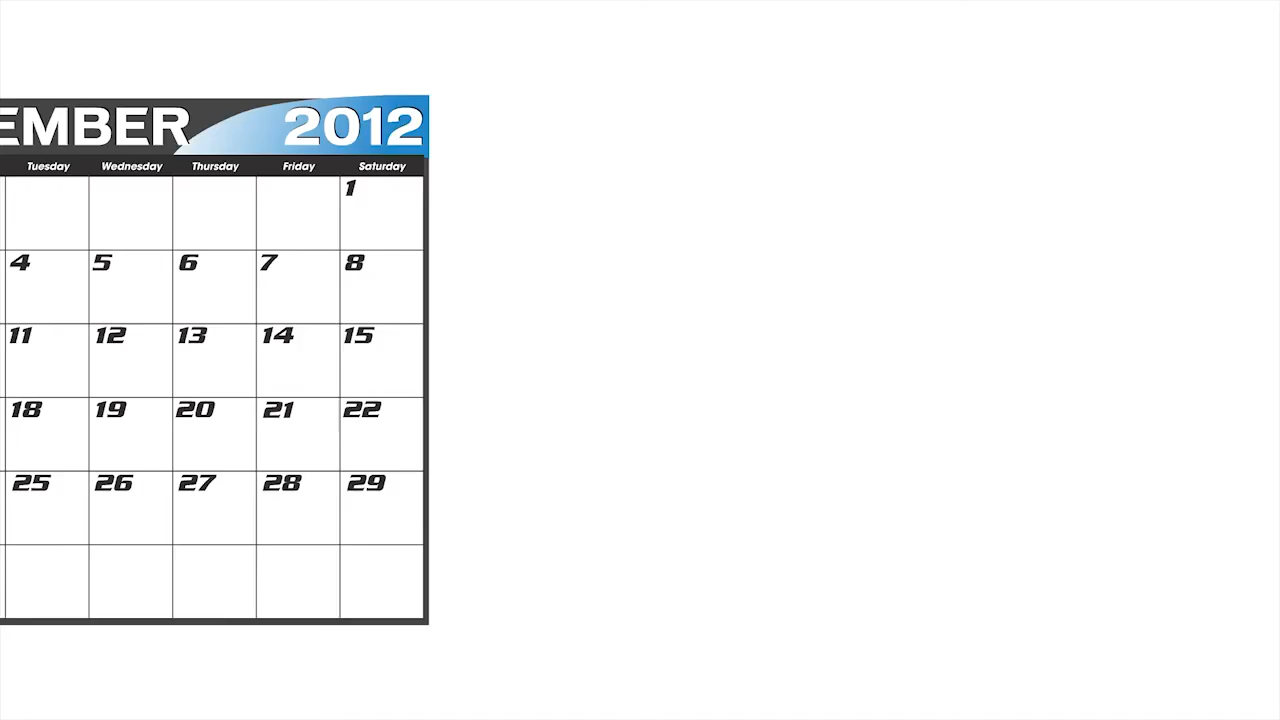 EMBER 2012
Tuesday Wednesday Thursday Friday Saturday
1
4 5 6 7 8
11 12 13 14 15
18 19 20 21 22
25 26 27 28 29